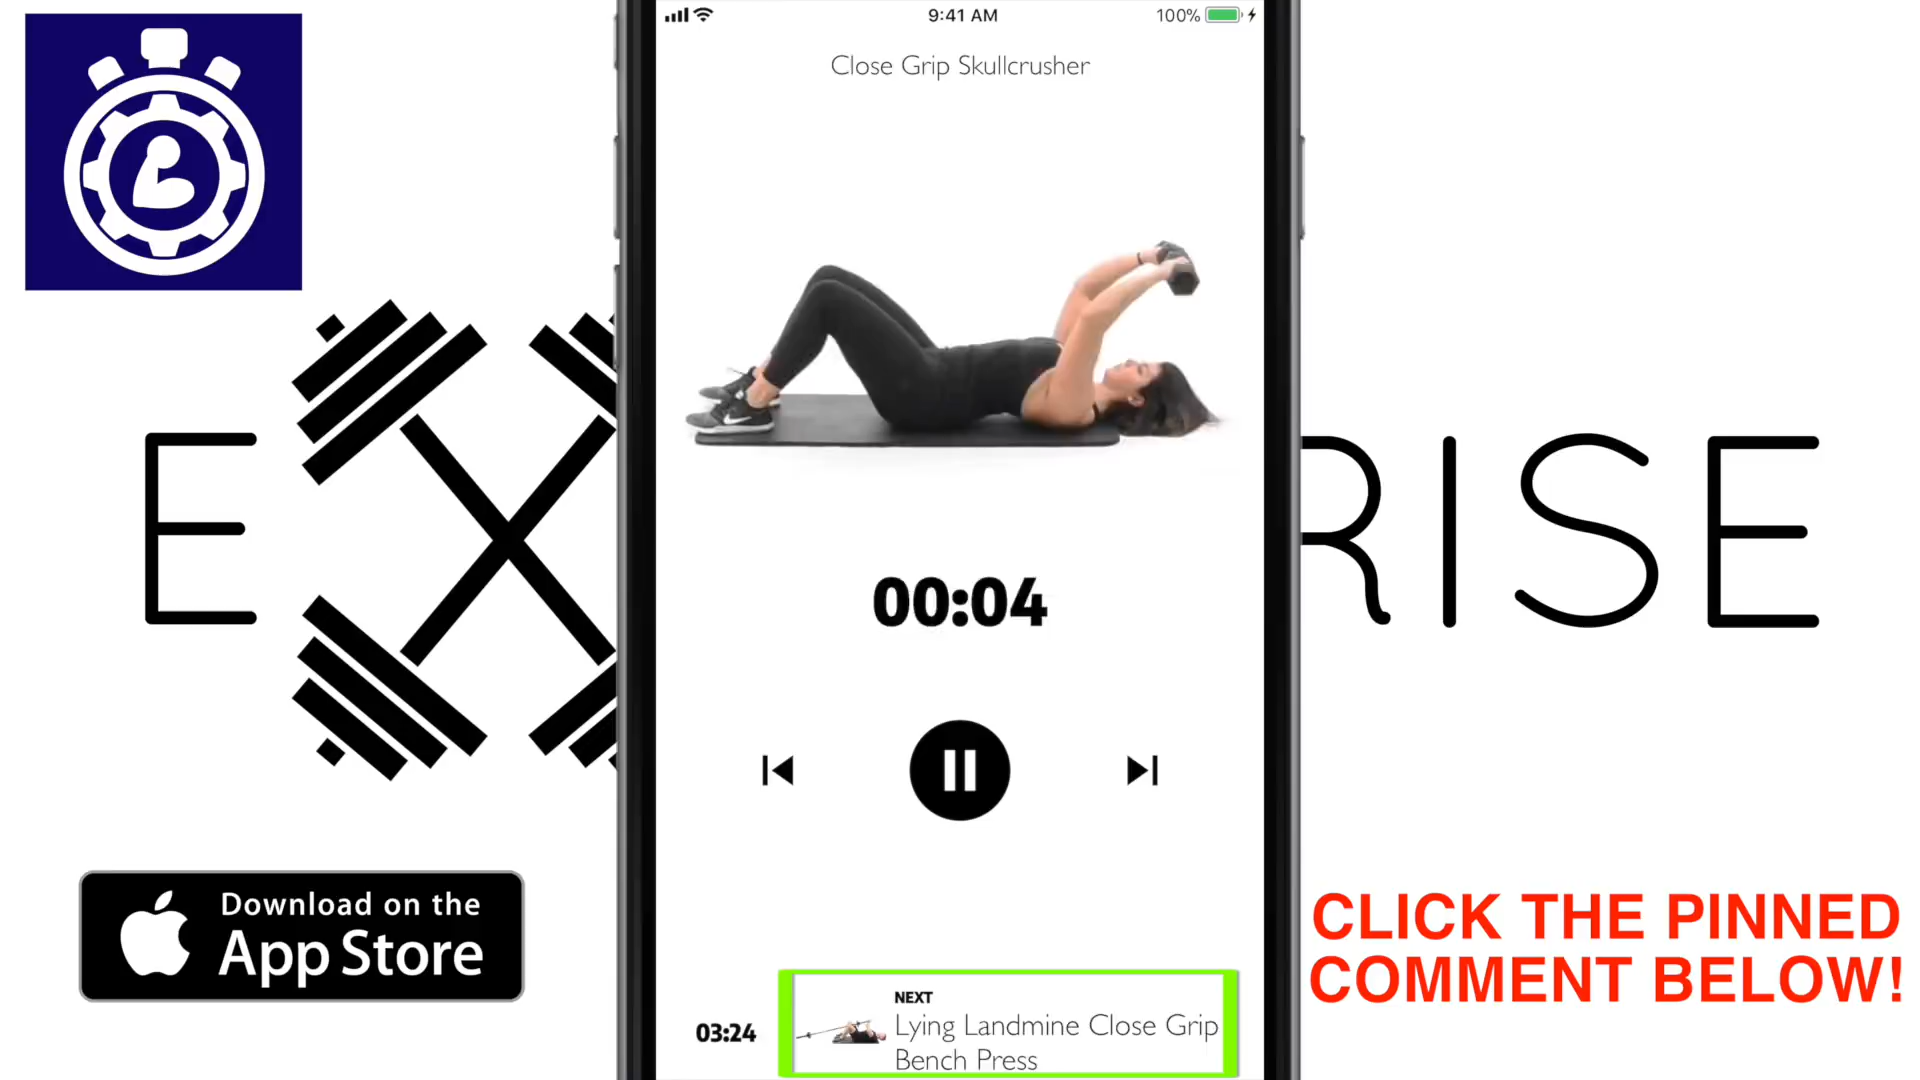 9:41 AM
100%
Close Grip Skullcrusher
E RISE
00:04
Download on the
App Store
CLICK THE PINNED
COMMENT BELOW!
NEXT
03:24
Lying Landmine Close Grip
Bench Press